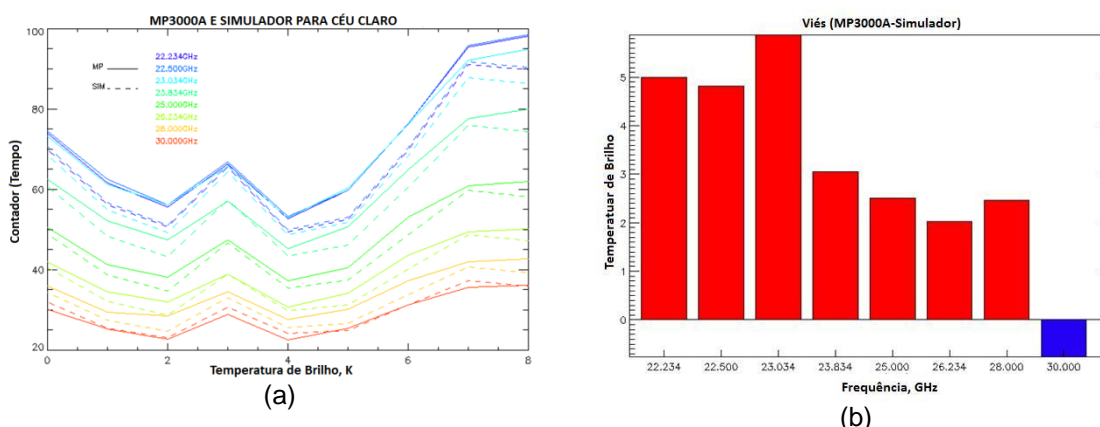 MP3000A E SIMULADOR PARA CÉU CLARO
100
80
60
40
20
Contador (Tempo)
MP
SIM
22.234GHz
22.500GHz
23.034GHz
23.834GHz
25.000GHz
26.234GHz
28.000GHz
30.000GHz
0 2 4 6 8
Temperatura de Brilho, K
(a)
Viés (MP3000A-Simulador)
5
4
3
2
1
0
Temperatuar de Brilho
22.234 22.500 23.034 23.834 25.000 26.234 28.000 30.000
Frequência, GHz
(b)